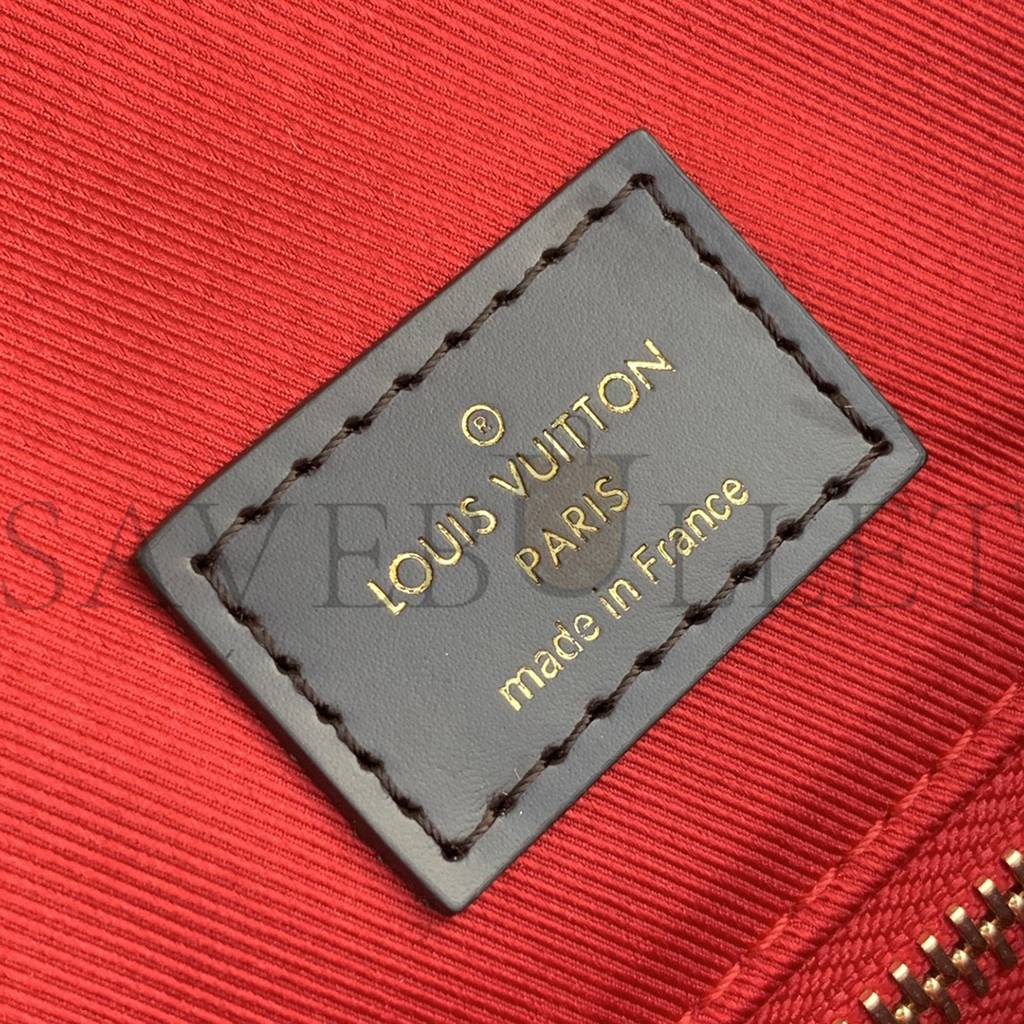 ®
LOUIS VUITTON
PARIS
made in France
SAVEBULLET